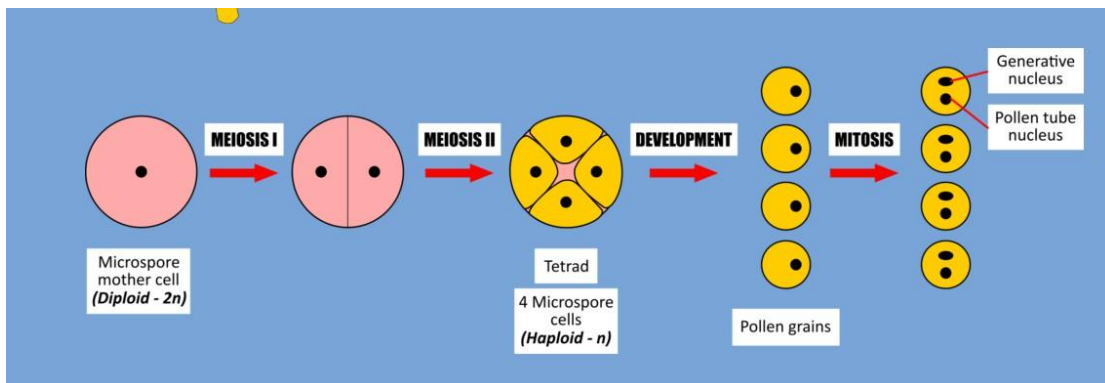 MEIOSIS I
MEIOSIS II
DEVELOPMENT
MITOSIS
Generative
nucleus
Pollen tube
nucleus
Microspore
mother cell
(Diploid - 2n)
Tetrad
4 Microspore
cells
(Haploid - n)
Pollen grains